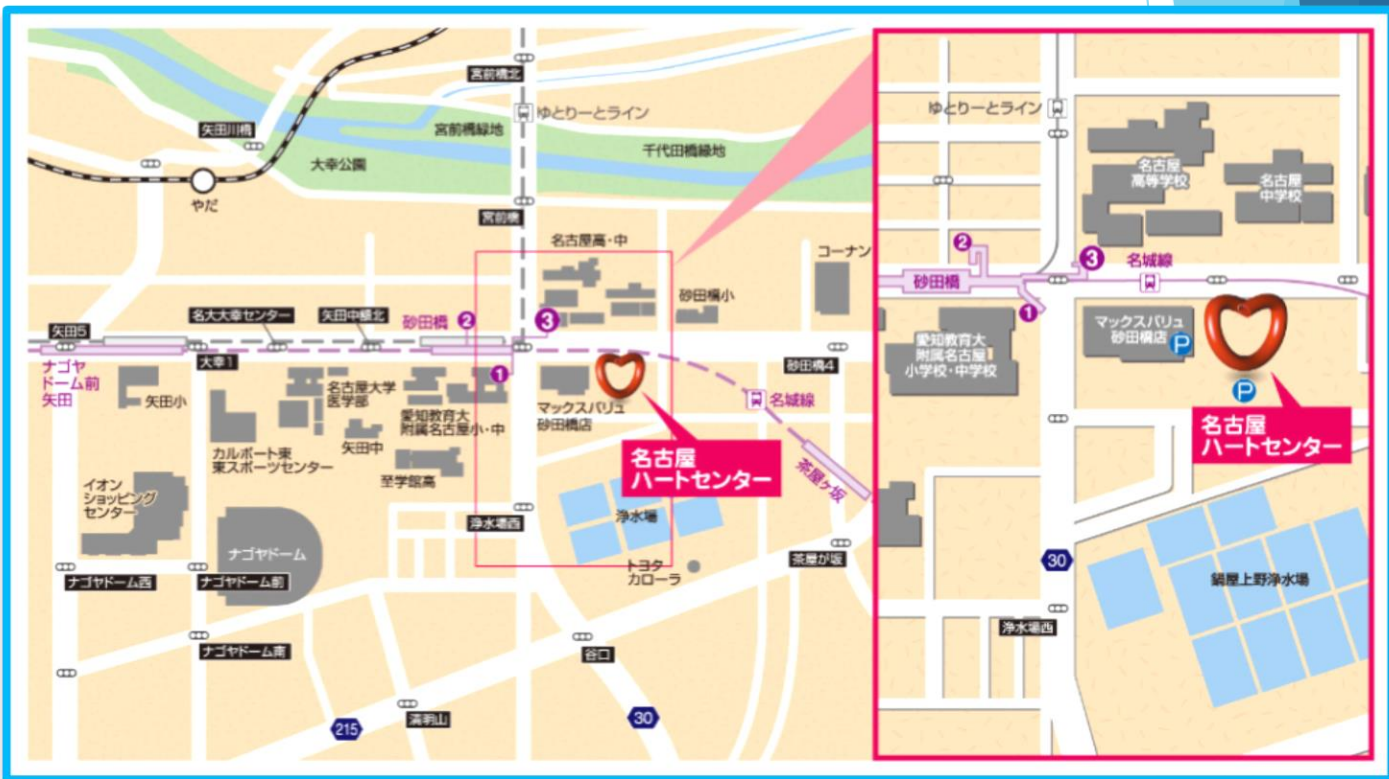 宮前橋北
ゆとりーとライン
矢田川橋
宮前橋緑地
千代田橋緑地
大幸公園
やだ
宮前橋
名古屋高・中
コーナン
砂田橋小
矢田5
名大大幸センター
矢田中学北
砂田橋
2
3
大幸1
砂田橋4
ナゴヤ
ドーム前
矢田
矢田小
名古屋大学
医学部
1
愛知教育大
附属名古屋小・中
マックスバリュ
砂田橋店
名城線
カルポート東
東スポーツセンター
矢田中
至学館高
名古屋
ハートセンター
茶屋ヶ坂
イオン
ショッピング
センター
浄水場西
浄水場
ナゴヤドーム
トヨタ
カローラ
茶屋が坂
ナゴヤドーム西
ナゴヤドーム前
ナゴヤドーム南
谷口
清明山
215
30
ゆとりーとライン
名古屋
高等学校
名古屋
中学校
2
3
名城線
砂田橋
1
マックスバリュ
砂田橋店
P
愛知教育大
附属名古屋
小学校・中学校
P
名古屋
ハートセンター
30
鍋屋上野浄水場
浄水場西